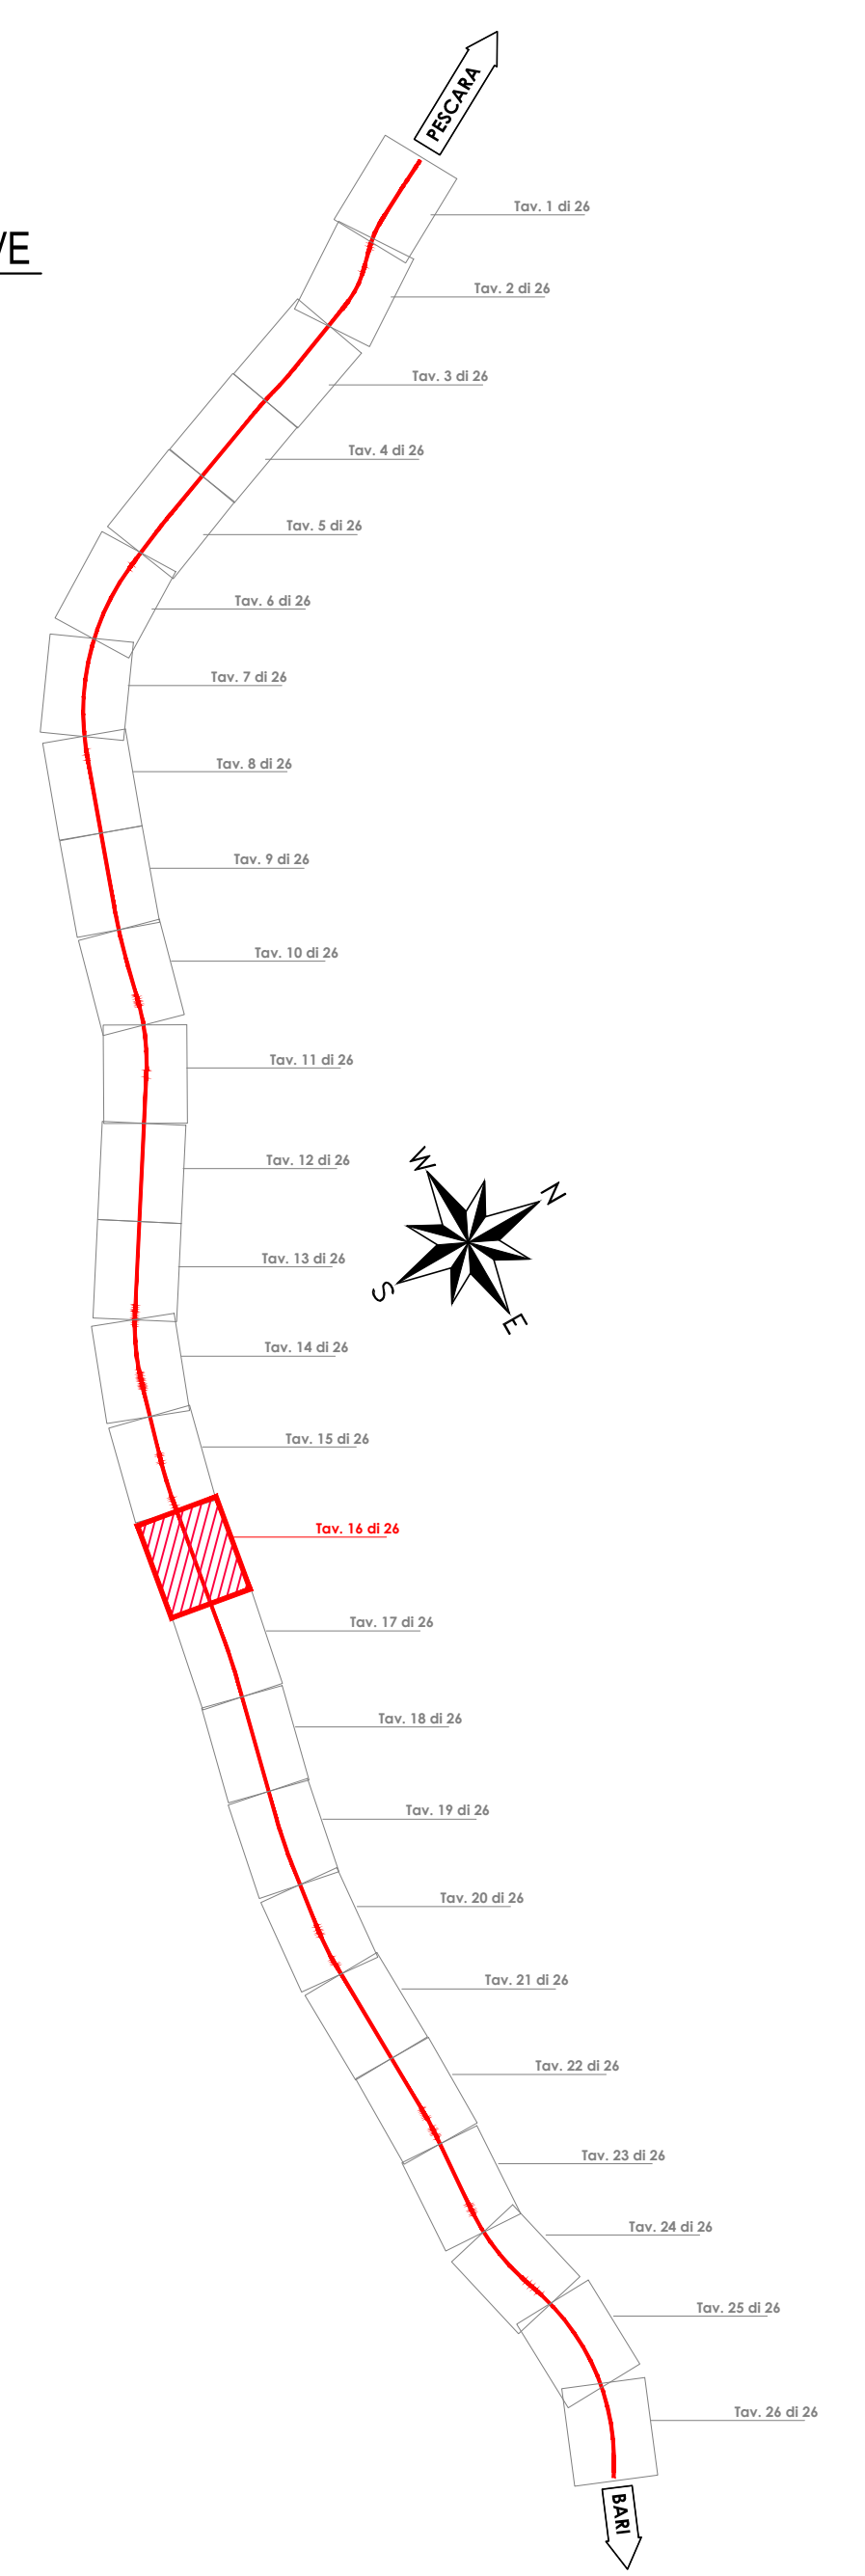 PESCARA
Tav. 1 di 26
VE
Tav. 2 di 26
Tav. 3 di 26
Tav. 4 di 26
Tav. 5 di 26
Tav. 6 di 26
Tav. 7 di 26
Tav. 8 di 26
Tav. 9 di 26
Tav. 10 di 26
Tav. 11 di 26
Tav. 12 di 26
W
N
S
E
Tav. 13 di 26
Tav. 14 di 26
Tav. 15 di 26
Tav. 16 di 26
Tav. 17 di 26
Tav. 18 di 26
Tav. 19 di 26
Tav. 20 di 26
Tav. 21 di 26
Tav. 22 di 26
Tav. 23 di 26
Tav. 24 di 26
Tav. 25 di 26
Tav. 26 di 26
BARI